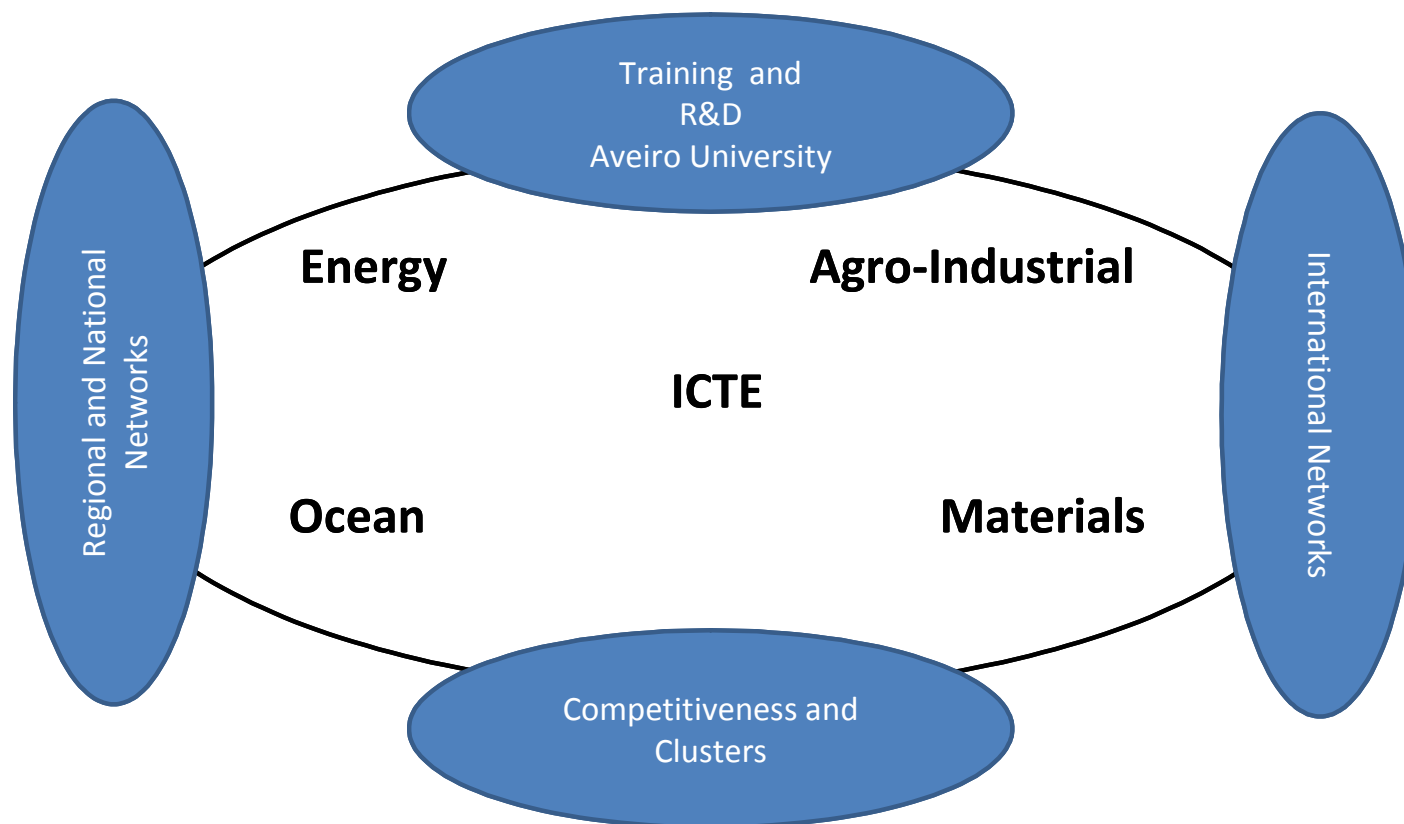 Training and
R&D
Aveiro University
Regional and National
Networks
Energy
Agro-Industrial
International Networks
ICTE
Ocean
Materials
Competitiveness and
Clusters